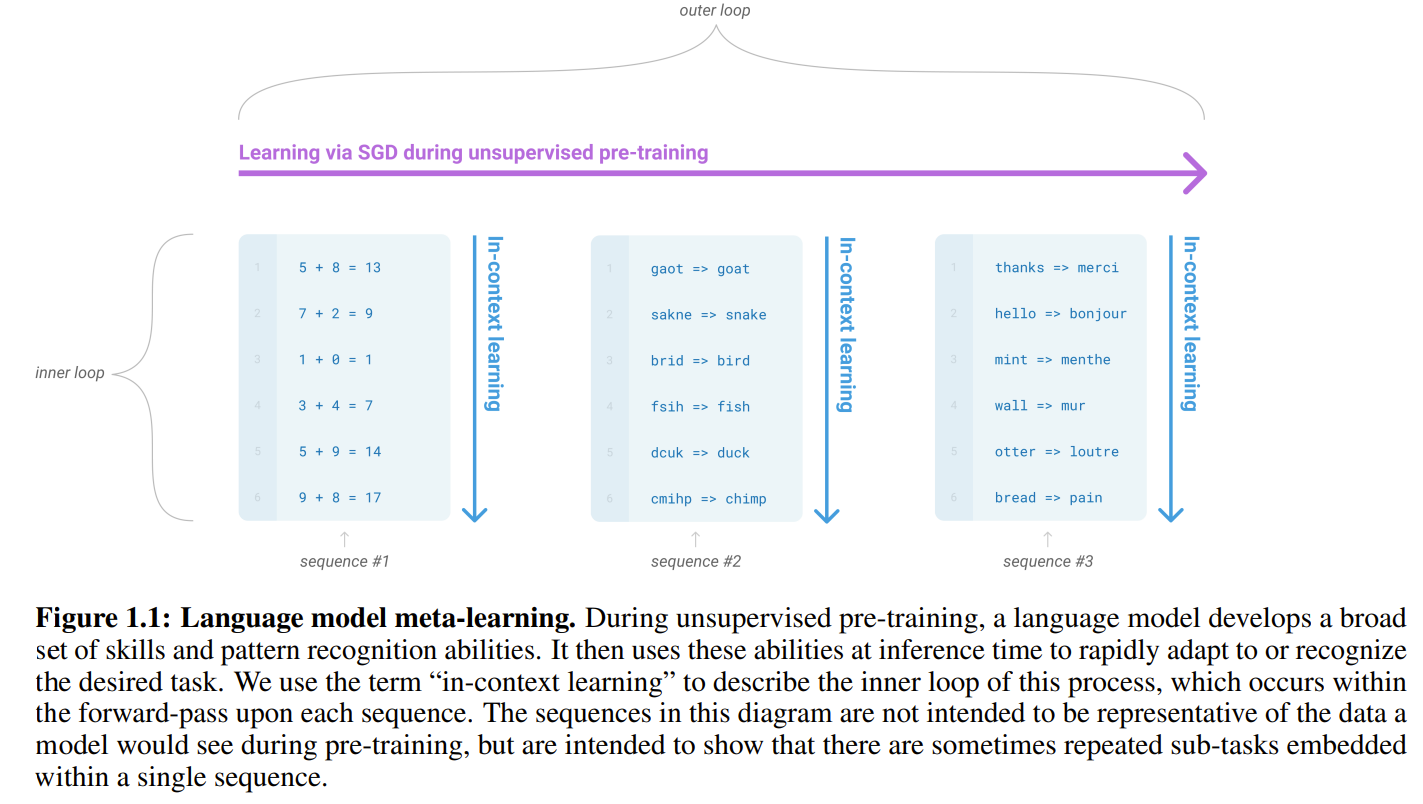 outer loop
Learning via SGD during unsupervised pre-training
inner loop
1 5 + 8 = 13
2 7 + 2 = 9
3 1 + 0 = 1
4 3 + 4 = 7
5 5 + 9 = 14
6 9 + 8 = 17
In-context learning
sequence #1
1 gaot => goat
2 sakne => snake
3 brid => bird
4 fsih => fish
5 dcuk => duck
6 cmihp => chimp
In-context learning
sequence #2
1 thanks => merci
2 hello => bonjour
3 mint => menthe
4 wall => mur
5 otter => loutre
6 bread => pain
In-context learning
sequence #3
Figure 1.1: Language model meta-learning. During unsupervised pre-training, a language model develops a broad
set of skills and pattern recognition abilities. It then uses these abilities at inference time to rapidly adapt to or recognize
the desired task. We use the term “in-context learning” to describe the inner loop of this process, which occurs within
the forward-pass upon each sequence. The sequences in this diagram are not intended to be representative of the data a
model would see during pre-training, but are intended to show that there are sometimes repeated sub-tasks embedded
within a single sequence.